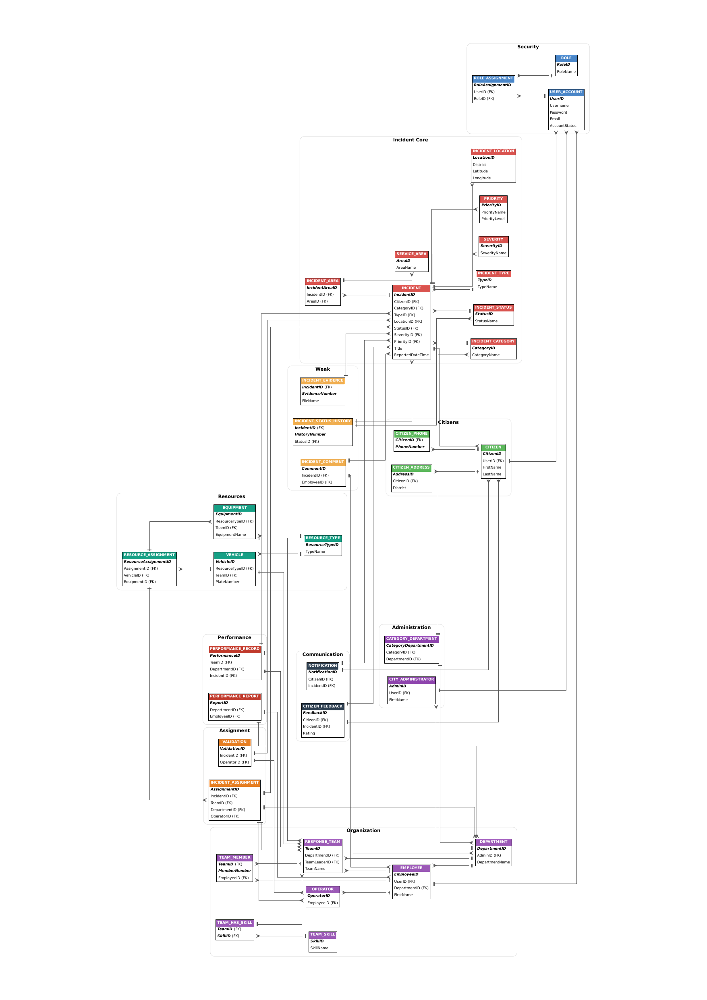 Security
ROLE
RoleID
RoleName
ROLE_ASSIGNMENT
RoleAssignmentID
UserID (FK)
RoleID (FK)
USER_ACCOUNT
UserID
Username
Password
Email
AccountStatus
Incident Core
INCIDENT_LOCATION
LocationID
District
Latitude
Longitude
PRIORITY
PriorityID
PriorityName
PriorityLevel
SEVERITY
SeverityID
SeverityName
SERVICE_AREA
AreaID
AreaName
INCIDENT_TYPE
TypeID
TypeName
INCIDENT_AREA
IncidentAreaID
IncidentID (FK)
AreaID (FK)
INCIDENT
IncidentID
CitizenID (FK)
CategoryID (FK)
TypeID (FK)
LocationID (FK)
StatusID (FK)
SeverityID (FK)
PriorityID (FK)
Title
ReportedDateTime
INCIDENT_STATUS
StatusID
StatusName
INCIDENT_CATEGORY
CategoryID
CategoryName
Weak
INCIDENT_EVIDENCE
IncidentID (FK)
EvidenceNumber
FileName
INCIDENT_STATUS_HISTORY
IncidentID (FK)
HistoryNumber
StatusID (FK)
INCIDENT_COMMENT
CommentID
IncidentID (FK)
EmployeeID (FK)
Citizens
CITIZEN_PHONE
CitizenID (FK)
PhoneNumber
CITIZEN
CitizenID
UserID (FK)
FirstName
LastName
CITIZEN_ADDRESS
AddressID
CitizenID (FK)
District
Resources
EQUIPMENT
EquipmentID
ResourceTypeID (FK)
TeamID (FK)
EquipmentName
RESOURCE_TYPE
ResourceTypeID
TypeName
RESOURCE_ASSIGNMENT
ResourceAssignmentID
AssignmentID (FK)
VehicleID (FK)
EquipmentID (FK)
VEHICLE
VehicleID
ResourceTypeID (FK)
TeamID (FK)
PlateNumber
Administration
CATEGORY_DEPARTMENT
CategoryDepartmentID
CategoryID (FK)
DepartmentID (FK)
CITY_ADMINISTRATOR
AdminID
UserID (FK)
FirstName
Performance
PERFORMANCE_RECORD
PerformanceID
TeamID (FK)
DepartmentID (FK)
IncidentID (FK)
PERFORMANCE_REPORT
ReportID
DepartmentID (FK)
EmployeeID (FK)
Communication
NOTIFICATION
NotificationID
CitizenID (FK)
IncidentID (FK)
CITIZEN_FEEDBACK
FeedbackID
CitizenID (FK)
IncidentID (FK)
Rating
Assignment
VALIDATION
ValidationID
IncidentID (FK)
OperatorID (FK)
INCIDENT_ASSIGNMENT
AssignmentID
IncidentID (FK)
TeamID (FK)
DepartmentID (FK)
OperatorID (FK)
Organization
RESPONSE_TEAM
TeamID
DepartmentID (FK)
TeamLeaderID (FK)
TeamName
DEPARTMENT
DepartmentID
AdminID (FK)
DepartmentName
TEAM_MEMBER
TeamID (FK)
MemberNumber
EmployeeID (FK)
EMPLOYEE
EmployeeID
UserID (FK)
DepartmentID (FK)
FirstName
OPERATOR
OperatorID
EmployeeID (FK)
TEAM_HAS_SKILL
TeamID (FK)
SkillID (FK)
TEAM_SKILL
SkillID
SkillName